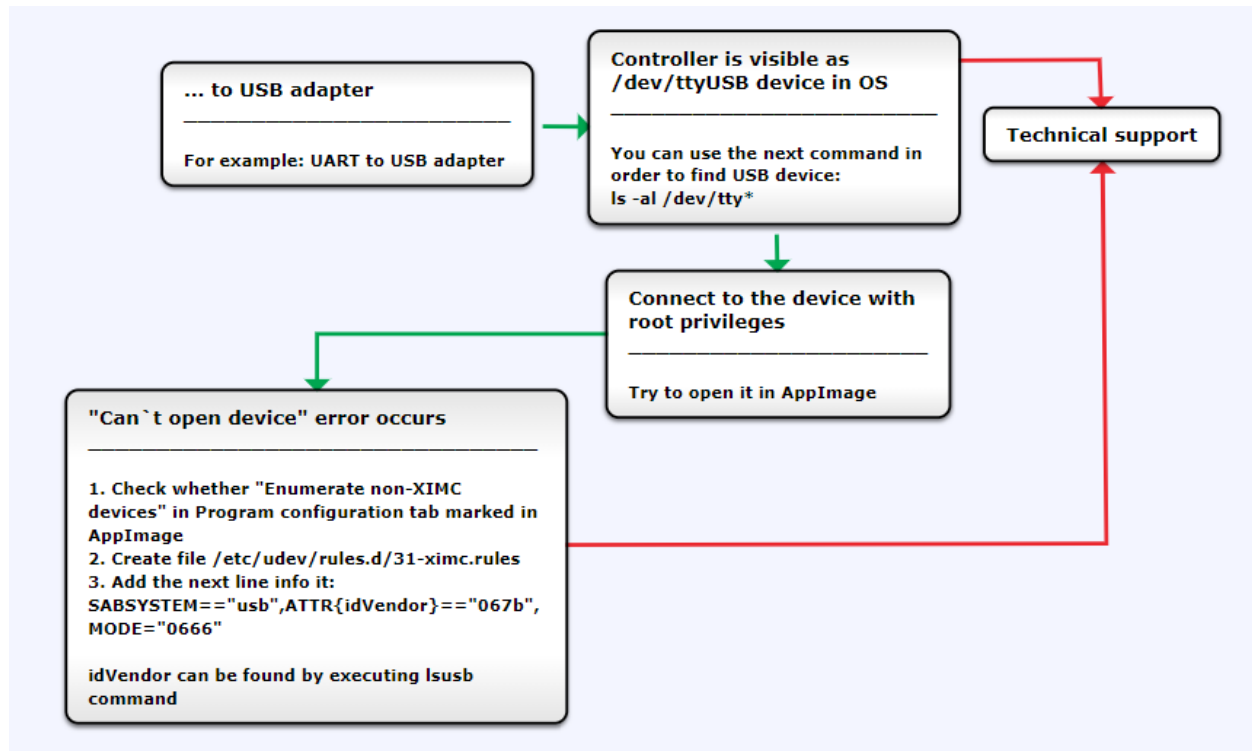 ... to USB adapter
For example: UART to USB adapter
Controller is visible as
/dev/ttyUSB device in OS
You can use the next command in
order to find USB device:
ls -al /dev/tty*
Technical support
Connect to the device with
root privileges
Try to open it in AppImage
"Can`t open device" error occurs
1. Check whether "Enumerate non-XIMC
devices" in Program configuration tab marked in
AppImage
2. Create file /etc/udev/rules.d/31-ximc.rules
3. Add the next line info it:
SABSYSTEM=="usb",ATTR{idVendor}=="067b",
MODE="0666"
idVendor can be found by executing lsusb
command